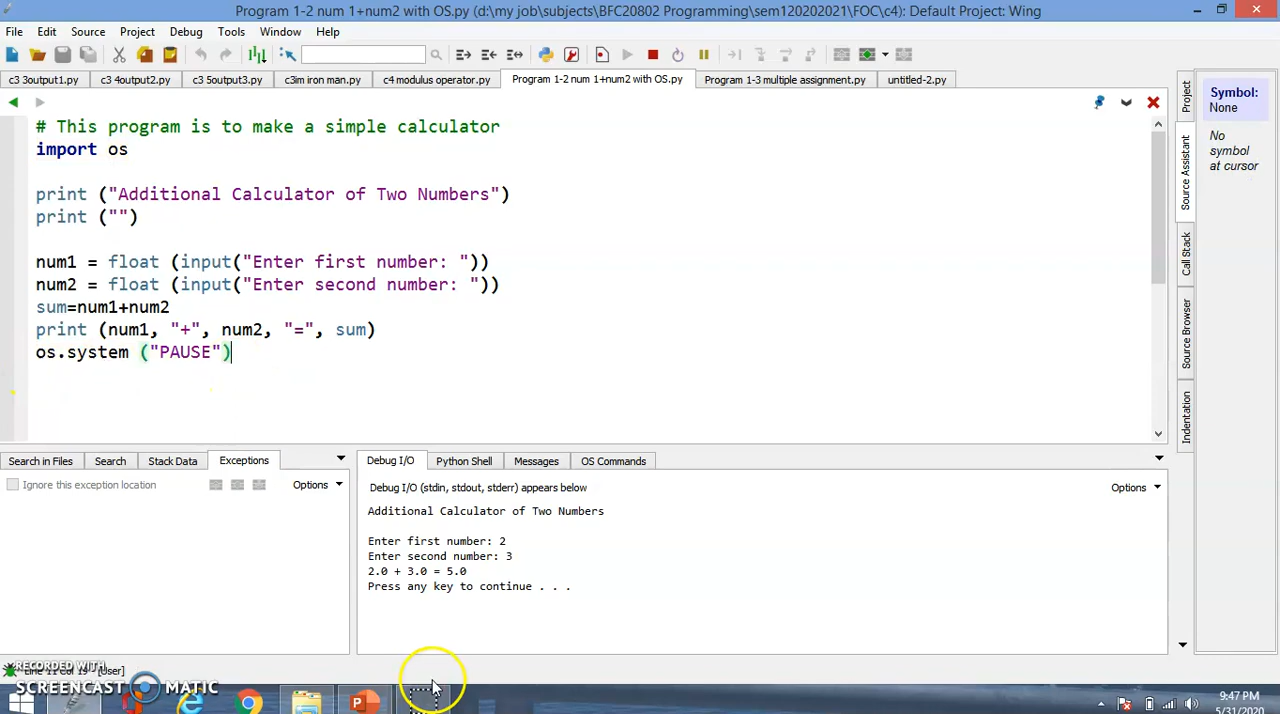 Program 1-2 num 1+num2 with OS.py (d:\my job\subjects\BFC20802 Programming\sem120202021\FOC\c4): Default Project: Wing
File Edit Source Project Debug Tools Window Help
c3 3output1.py c3 4output2.py c3 5output3.py c3im iron man.py c4 modulus operator.py Program 1-2 num 1+num2 with OS.py Program 1-3 multiple assignment.py untitled-2.py
# This program is to make a simple calculator
import os
print ("Additional Calculator of Two Numbers")
print ("")
num1 = float (input("Enter first number: "))
num2 = float (input("Enter second number: "))
sum=num1+num2
print (num1, "+", num2, "=", sum)
os.system ("PAUSE")
Project
Source Assistant
Call Stack
Source Browser
Indentation
Symbol:
None
No
symbol
at cursor
Search in Files Search Stack Data Exceptions
Ignore this exception location Options
Debug I/O Python Shell Messages OS Commands
Debug I/O (stdin, stdout, stderr) appears below Options
Additional Calculator of Two Numbers
Enter first number: 2
Enter second number: 3
2.0 + 3.0 = 5.0
Press any key to continue . . .
RECORDED WITH
SCREENCAST MATIC
[User]
9:47 PM
5/31/2020